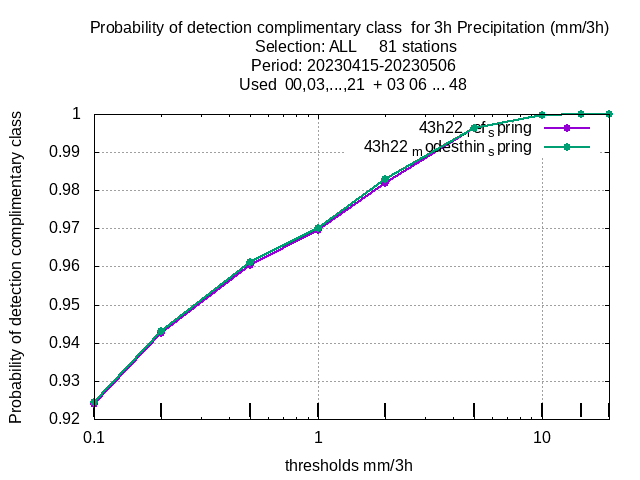 Probability of detection complimentary class  for 3h Precipitation (mm/3h)
Selection: ALL     81 stations
Period: 20230415-20230506
Used  00,03,...,21  + 03 06 ... 48
Probability of detection complimentary class
1
0.99
0.98
0.97
0.96
0.95
0.94
0.93
0.92
43h22_ref_spring
43h22_modesthin_spring
0.1
1
10
thresholds mm/3h